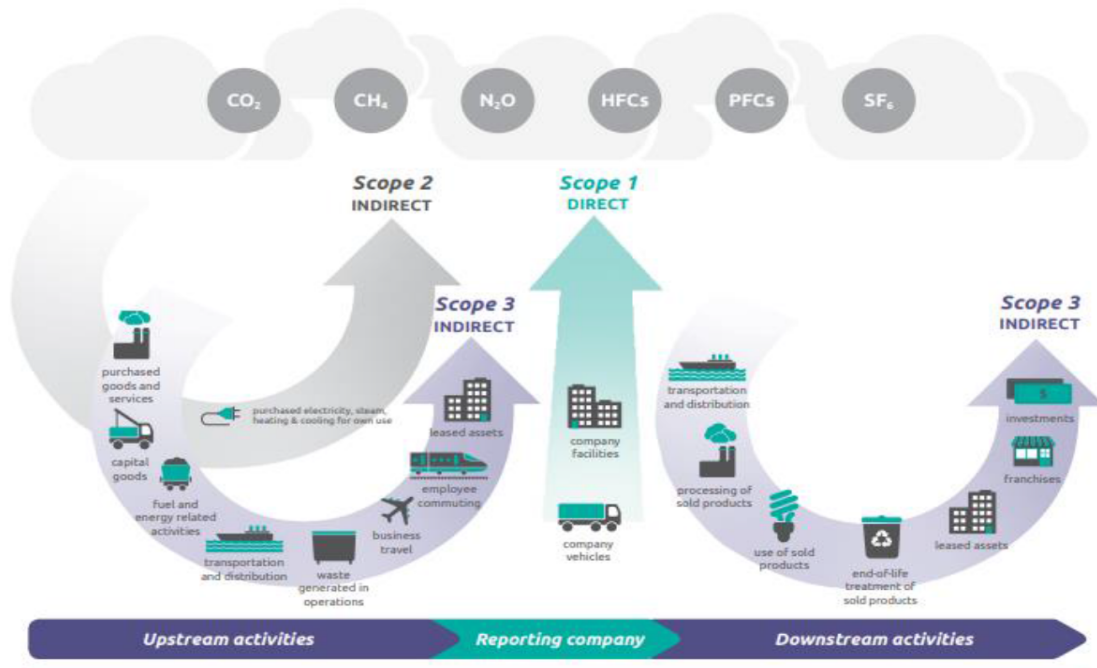 CO₂
CH₄
N₂O
HFCs
PFCs
SF₆
Scope 2
INDIRECT
Scope 1
DIRECT
Scope 3
INDIRECT
Scope 3
INDIRECT
purchased
goods and
services
capital
goods
fuel and
energy related
activities
purchased electricity, steam,
heating & cooling for own use
transportation
and distribution
waste
generated in
operations
business
travel
employee
commuting
leased assets
company
facilities
company
vehicles
transportation
and distribution
processing of
sold products
use of sold
products
end-of-life
treatment of
sold products
leased assets
franchises
$
investments
Upstream activities
Reporting company
Downstream activities